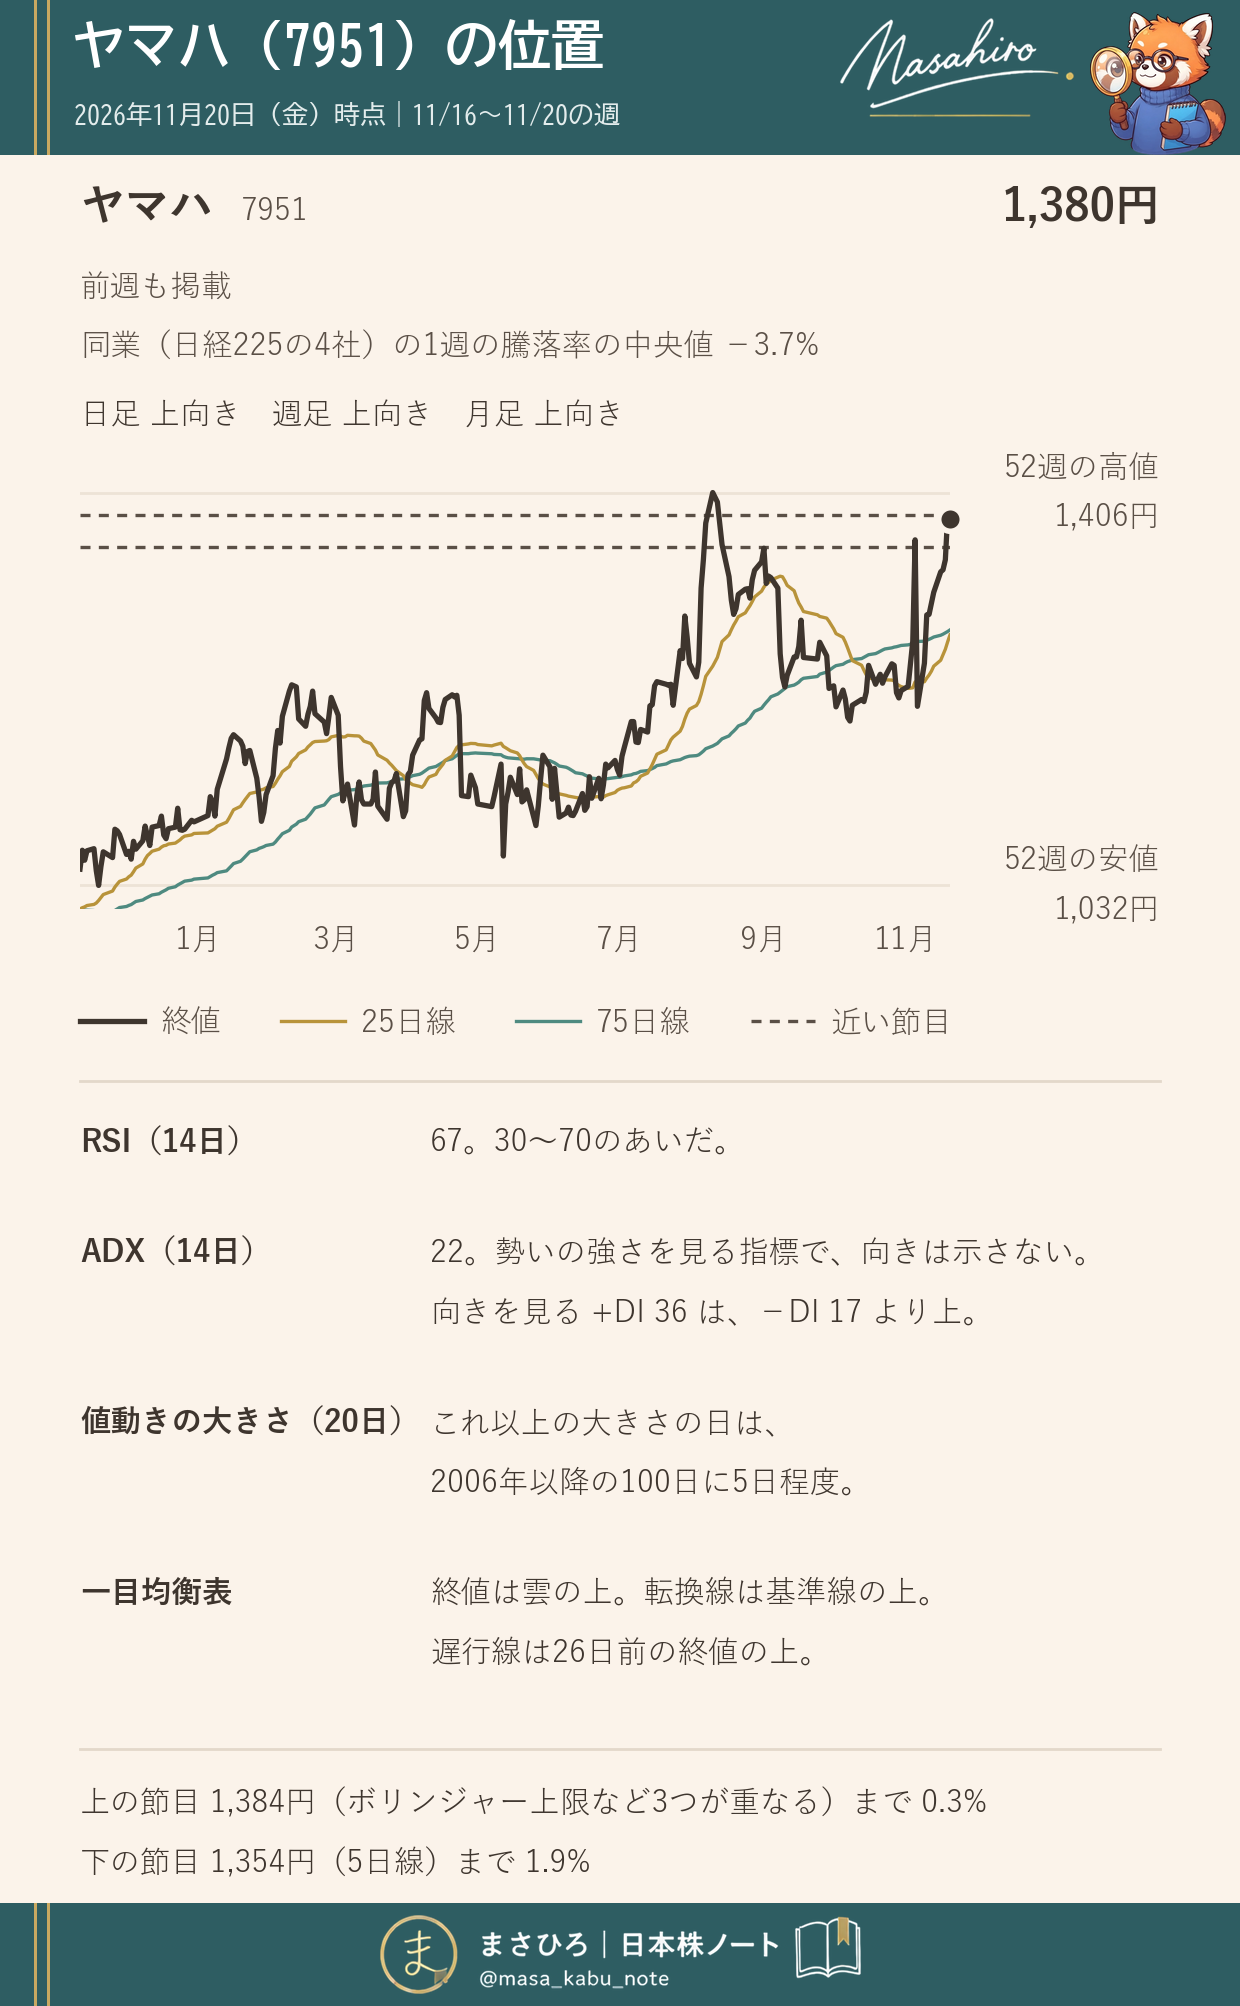 ヤマハ（7951）の位置
2026年11月20日（金）時点｜11/16〜11/20の週
Masahiro
ヤマハ 7951
1,380円
前週も掲載
同業（日経225の4社）の1週の騰落率の中央値 −3.7%
日足 上向き 週足 上向き 月足 上向き
52週の高値
1,406円
52週の安値
1,032円
1月 3月 5月 7月 9月 11月
終値 25日線 75日線 近い節目
RSI（14日） 67。30〜70のあいだ。
ADX（14日） 22。勢いの強さを見る指標で、向きは示さない。
向きを見る +DI 36 は、−DI 17 より上。
値動きの大きさ（20日） これ以上の大きさの日は、
2006年以降の100日に5日程度。
一目均衡表 終値は雲の上。転換線は基準線の上。
遅行線は26日前の終値の上。
上の節目 1,384円（ボリンジャー上限など3つが重なる）まで 0.3%
下の節目 1,354円（5日線）まで 1.9%
ま
まさひろ｜日本株ノート
@masa_kabu_note